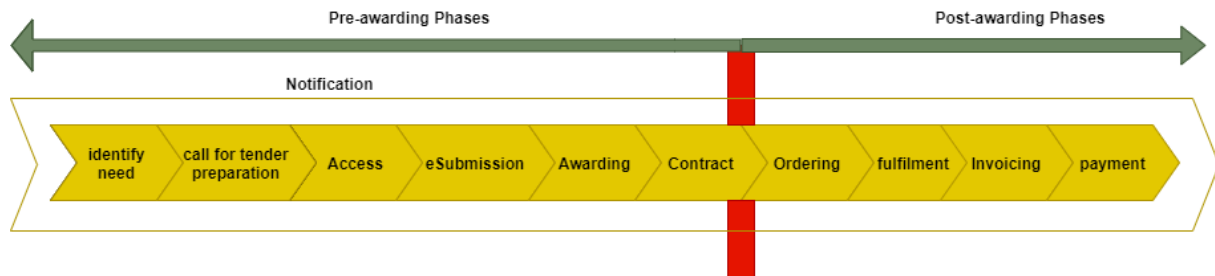 Pre-awarding Phases
Post-awarding Phases
Notification
identify
need
call for tender
preparation
Access
eSubmission
Awarding
Contract
Ordering
fulfilment
Invoicing
payment